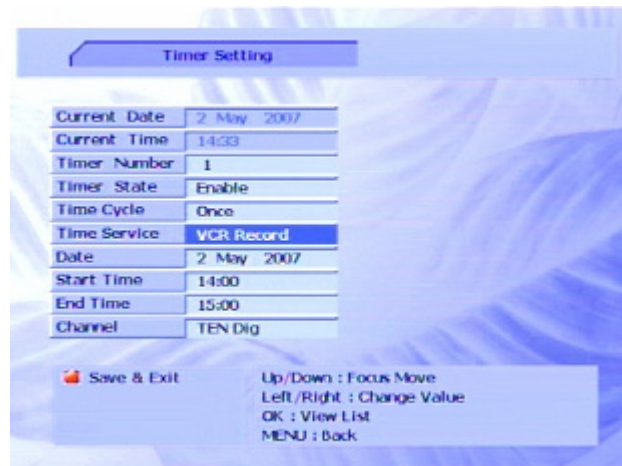 Timer Setting
Current Date 2 May 2007
Current Time 14:33
Timer Number 1
Timer State Enable
Time Cycle Once
Time Service VCR Record
Date 2 May 2007
Start Time 14:00
End Time 15:00
Channel TEN Dig
Save & Exit
Up/Down : Focus Move
Left/Right : Change Value
OK : View List
MENU : Back